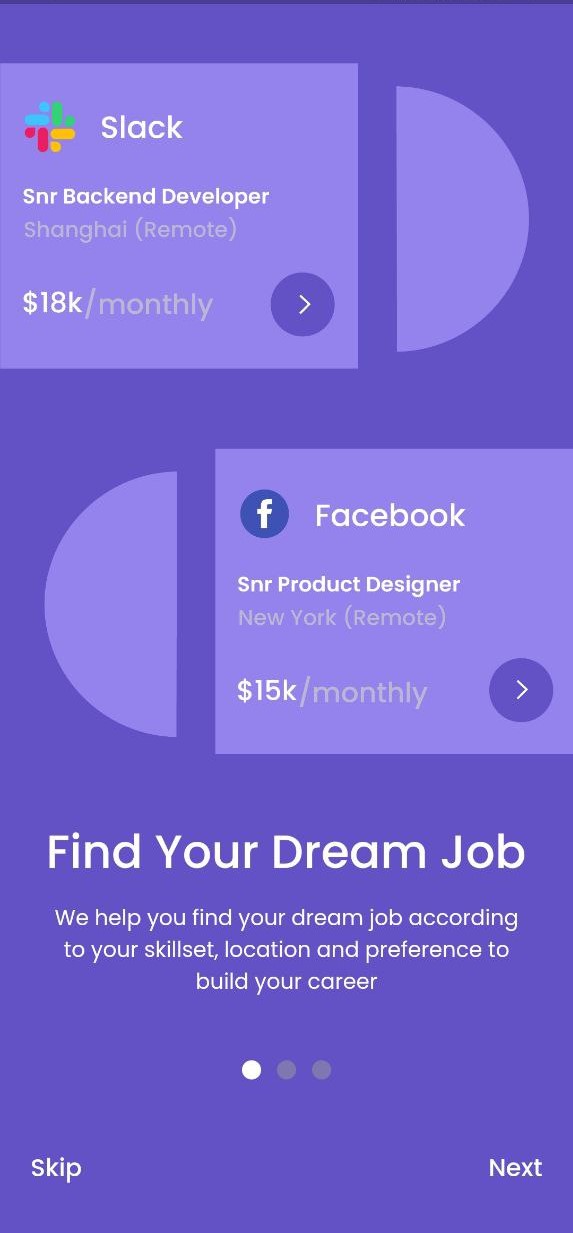 Slack
Snr Backend Developer
Shanghai (Remote)
$18k/monthly
Facebook
Snr Product Designer
New York (Remote)
$15k/monthly
Find Your Dream Job
We help you find your dream job according
to your skillset, location and preference to
build your career
Skip
Next